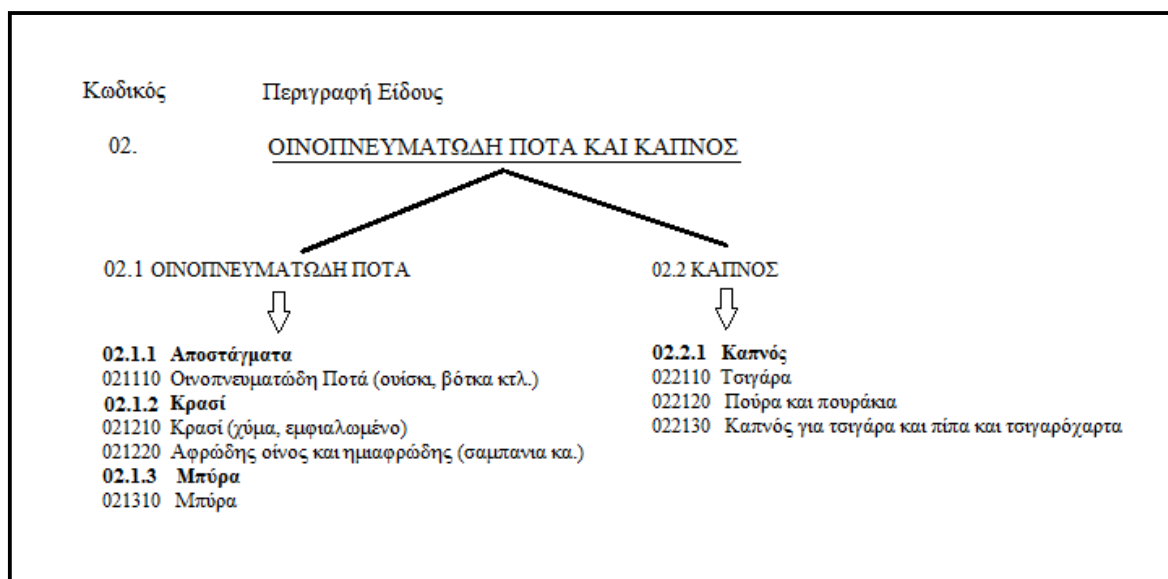 Κωδικός Περιγραφή Είδους
02. ΟΙΝΟΠΝΕΥΜΑΤΩΔΗ ΠΟΤΑ ΚΑΙ ΚΑΠΝΟΣ
02.1 ΟΙΝΟΠΝΕΥΜΑΤΩΔΗ ΠΟΤΑ
02.1.1 Αποστάγματα
021110 Οινοπνευματώδη Ποτά (ουίσκι, βότκα κτλ.)
02.1.2 Κρασί
021210 Κρασί (χύμα, εμφιαλωμένο)
021220 Αφρώδης οίνος και ημιαφρώδης (σαμπανια κα.)
02.1.3 Μπύρα
021310 Μπύρα
02.2 ΚΑΠΝΟΣ
02.2.1 Καπνός
022110 Τσιγάρα
022120 Πούρα και πουράκια
022130 Καπνός για τσιγάρα και πίπα και τσιγαρόχαρτα